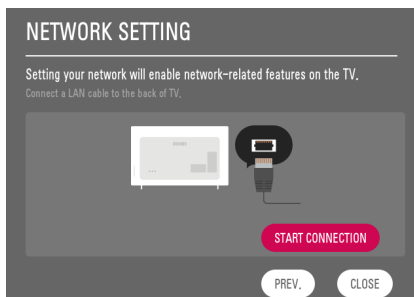 NETWORK SETTING
Setting your network will enable network-related features on the TV.
Connect a LAN cable to the back of TV.
START CONNECTION
PREV.
CLOSE